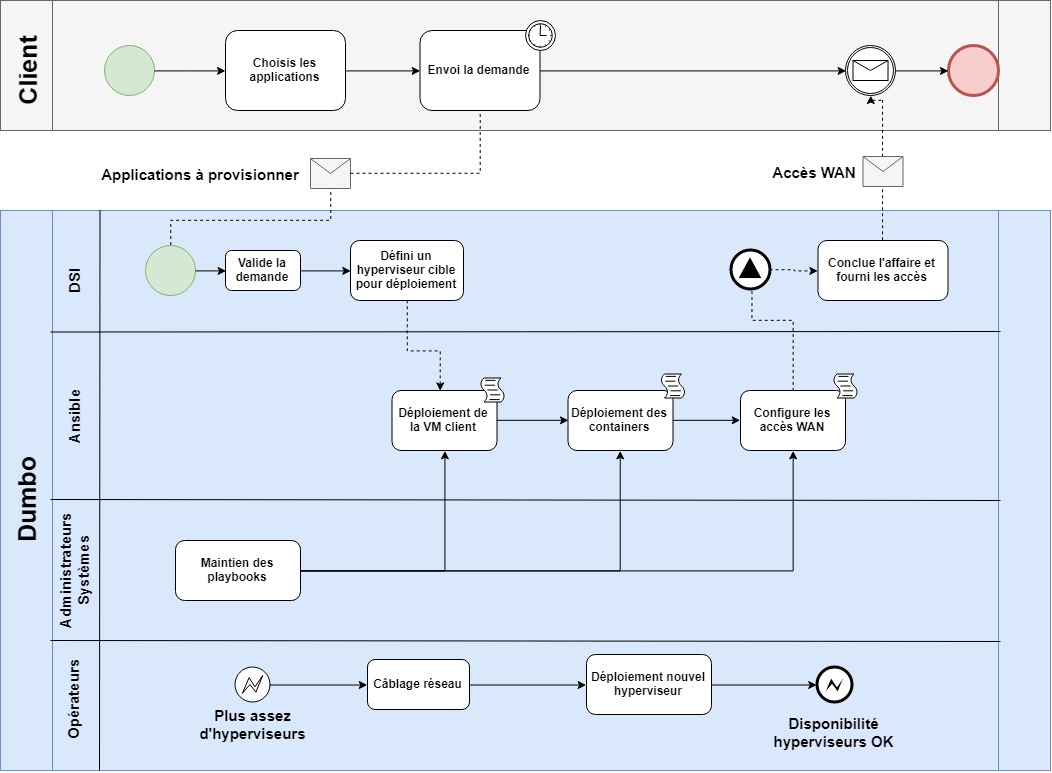 Client
Choisis les
applications
Envoi la demande
Applications à provisionner
Accès WAN
Dumbo
DSI
Valide la
demande
Défini un
hyperviseur cible
pour déploiement
Conclue l'affaire et
fourni les accès
Ansible
Déploiement de
la VM client
Déploiement des
containers
Configure les
accès WAN
Administrateurs
Systèmes
Maintien des
playbooks
Opérateurs
Plus assez
d'hyperviseurs
Câblage réseau
Déploiement nouvel
hyperviseur
Disponibilité
hyperviseurs OK